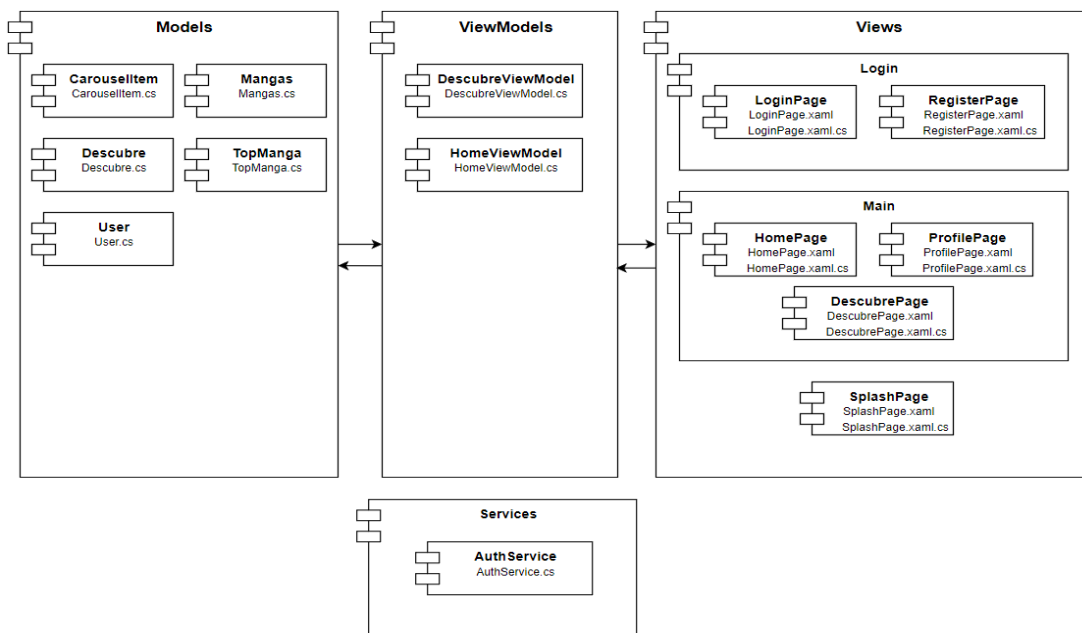 Models
CarouselItem
CarouselItem.cs
Mangas
Mangas.cs
Descubre
Descubre.cs
TopManga
TopManga.cs
User
User.cs
ViewModels
DescubreViewModel
DescubreViewModel.cs
HomeViewModel
HomeViewModel.cs
Views
Login
LoginPage
LoginPage.xaml
LoginPage.xaml.cs
RegisterPage
RegisterPage.xaml
RegisterPage.xaml.cs
Main
HomePage
HomePage.xaml
HomePage.xaml.cs
ProfilePage
ProfilePage.xaml
ProfilePage.xaml.cs
DescubrePage
DescubrePage.xaml
DescubrePage.xaml.cs
SplashPage
SplashPage.xaml
SplashPage.xaml.cs
Services
AuthService
AuthService.cs